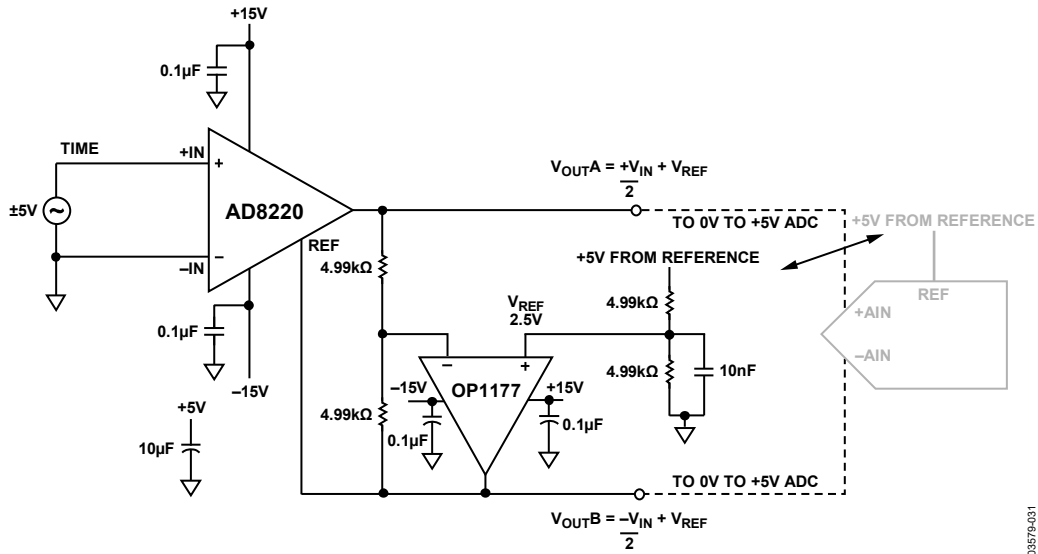 +15V
0.1µF
TIME
+IN
+
±5V
AD8220
–IN
–
REF
0.1µF
–15V
+5V
10µF
4.99kΩ
4.99kΩ
V_OUTA = +V_IN + V_REF
2
TO 0V TO +5V ADC
+5V FROM REFERENCE
4.99kΩ
V_REF
2.5V
4.99kΩ
10nF
–
+
–15V
OP1177
+15V
0.1µF
0.1µF
TO 0V TO +5V ADC
V_OUTB = –V_IN + V_REF
2
+5V FROM REFERENCE
REF
+AIN
–AIN
03579-031